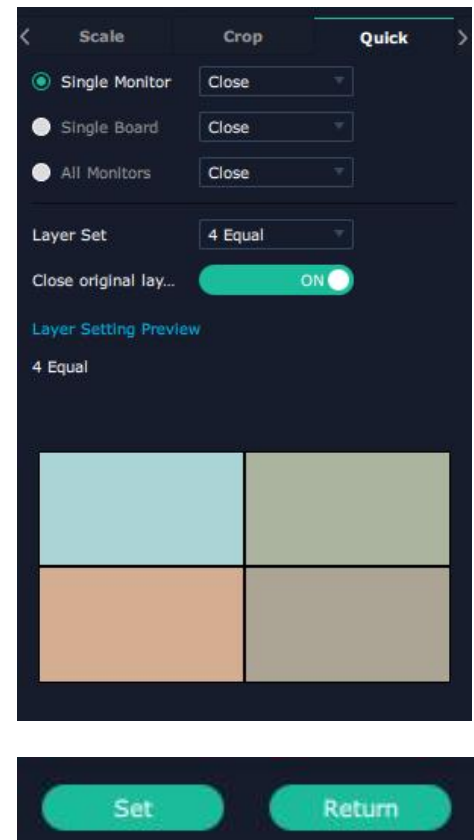 < Scale Crop Quick >
Single Monitor Close
Single Board Close
All Monitors Close
Layer Set 4 Equal
Close original lay... ON
Layer Setting Preview
4 Equal
Set Return